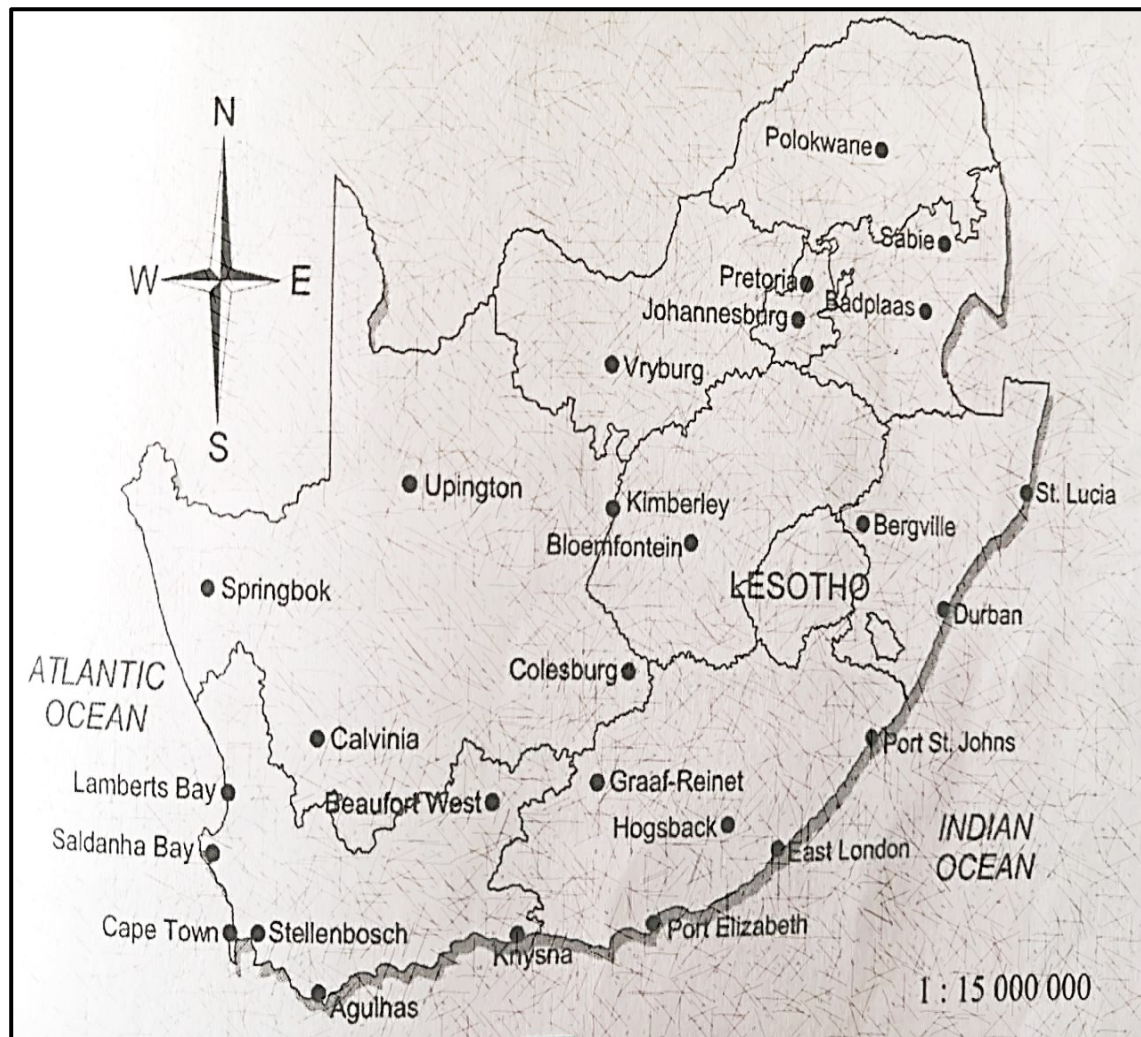 N
W
E
S
Polokwane
Sabie
Pretoria
Badplaas
Johannesburg
Vryburg
Upington
Kimberley
St. Lucia
Bergville
Bloemfontein
LESOTHO
Springbok
Durban
Colesburg
ATLANTIC
OCEAN
Calvinia
Port St. Johns
Lamberts Bay
Graaf-Reinet
Beaufort West
Hogsback
INDIAN
OCEAN
Saldanha Bay
East London
Cape Town
Stellenbosch
Port Elizabeth
Knysna
Agulhas
1 : 15 000 000